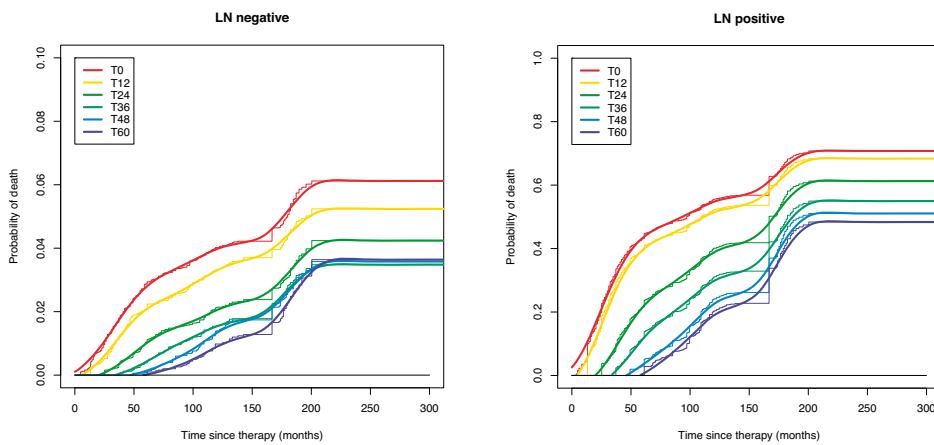 LN negative
Probability of death
0.10
0.08
0.06
0.04
0.02
0.00
T0
T12
T24
T36
T48
T60
0 50 100 150 200 250 300
Time since therapy (months)
LN positive
Probability of death
1.0
0.8
0.6
0.4
0.2
0.0
T0
T12
T24
T36
T48
T60
0 50 100 150 200 250 300
Time since therapy (months)